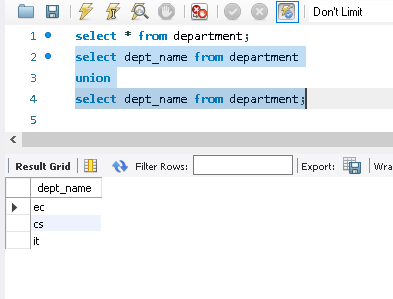 Don't Limit
1 select * from department;
2 select dept_name from department
3 union
4 select dept_name from department;
5
Result Grid Filter Rows: Export: Wra
dept_name
ec
cs
it